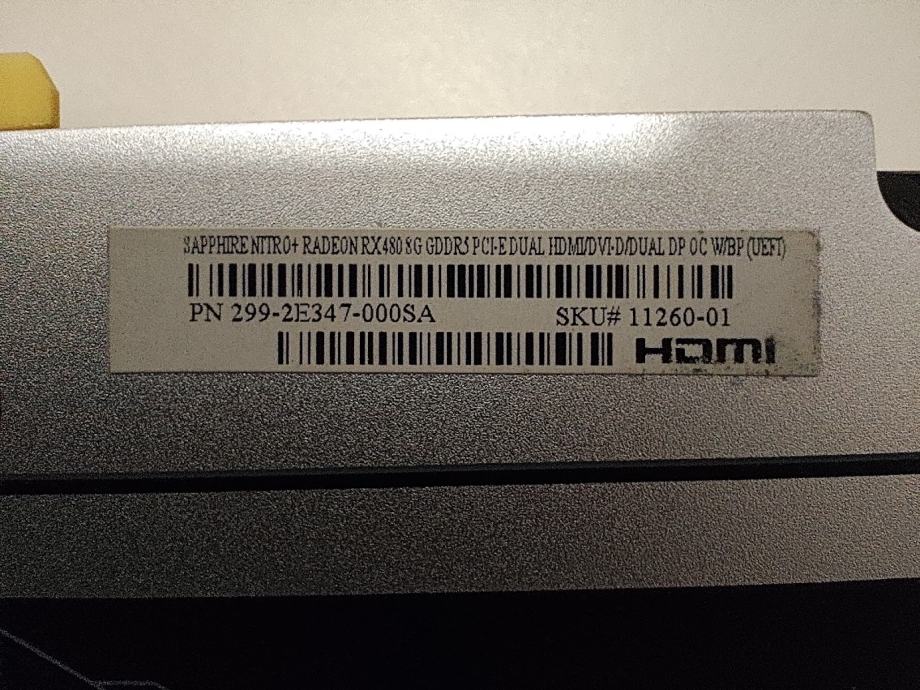 SAPPHIRE NITRO+ RADEON RX480 8G GDDR5 PCI-E DUAL HDMI/DVI-D/DUAL DP OC W/BP (UEFI)
PN 299-2E347-000SA SKU# 11260-01
HDMI